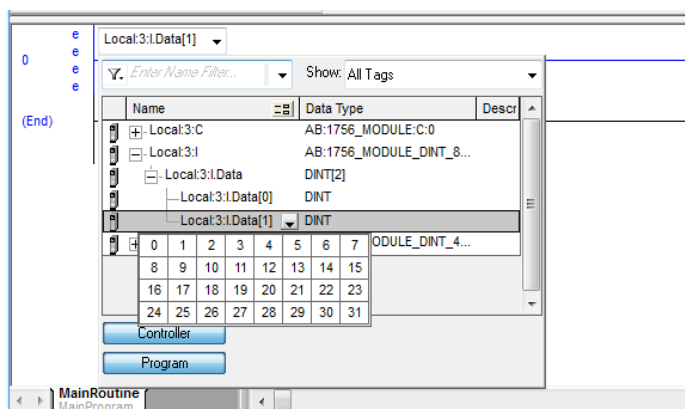 e
Local:3:I.Data[1]
0
e
e
e
Enter Name Filter...
Show: All Tags
Name
Data Type
Descr
Local:3:C
AB:1756_MODULE:C:0
Local:3:I
AB:1756_MODULE_DINT_8...
Local:3:I.Data
DINT[2]
Local:3:I.Data[0]
DINT
(End)
Local:3:I.Data[1]
DINT
ODULE_DINT_4...
0 1 2 3 4 5 6 7
8 9 10 11 12 13 14 15
16 17 18 19 20 21 22 23
24 25 26 27 28 29 30 31
Controller
Program
MainRoutine
MainProgram